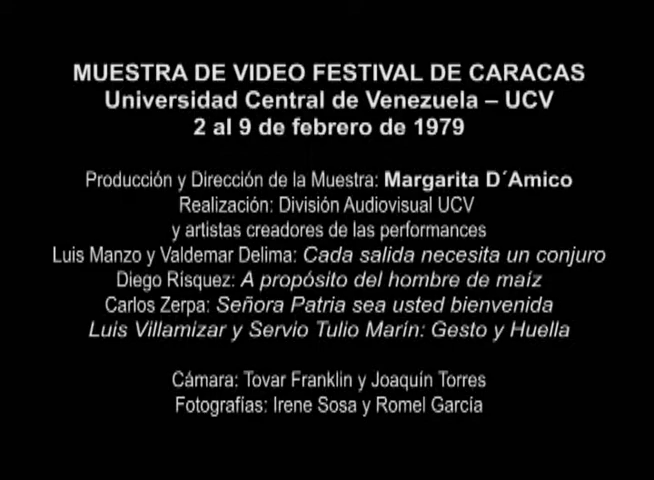 MUESTRA DE VIDEO FESTIVAL DE CARACAS
Universidad Central de Venezuela – UCV
2 al 9 de febrero de 1979
Producción y Dirección de la Muestra: Margarita D´Amico
Realización: División Audiovisual UCV
y artistas creadores de las performances
Luis Manzo y Valdemar Delima: Cada salida necesita un conjuro
Diego Rísquez: A propósito del hombre de maíz
Carlos Zerpa: Señora Patria sea usted bienvenida
Luis Villamizar y Servio Tulio Marín: Gesto y Huella
Cámara: Tovar Franklin y Joaquín Torres
Fotografías: Irene Sosa y Romel García